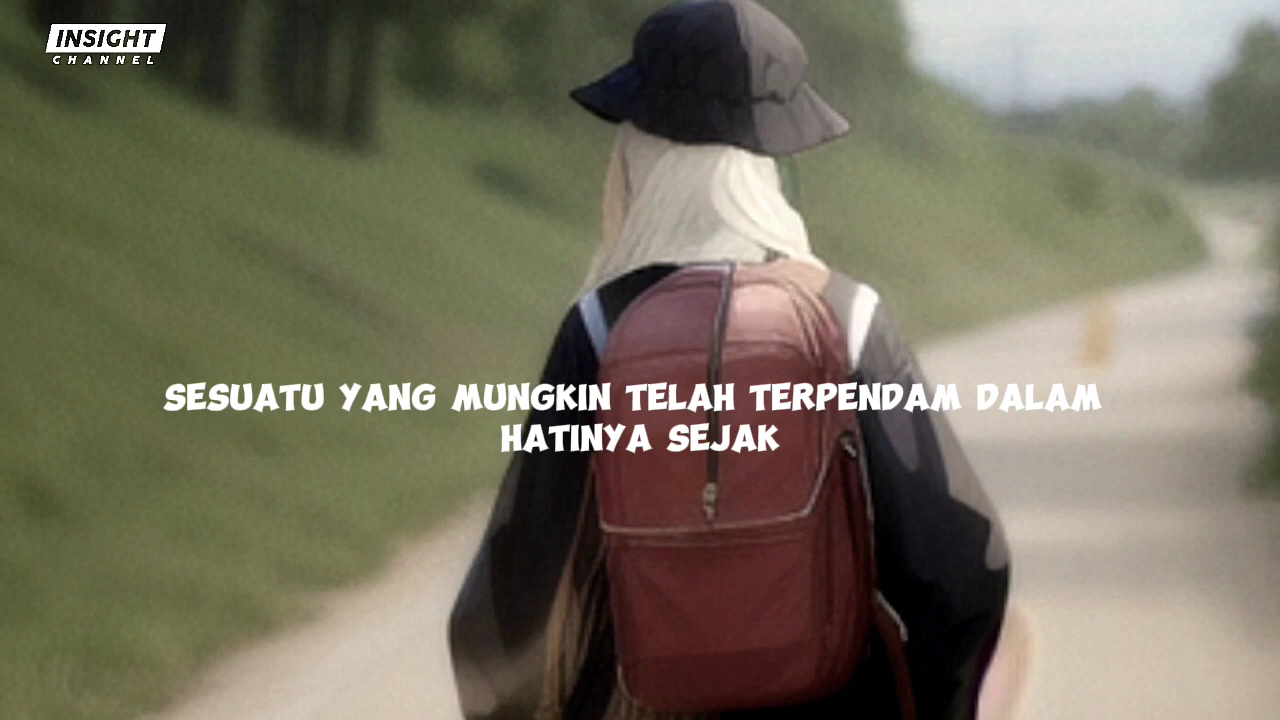 INSIGHT
CHANNEL
SESUATU YANG MUNGKIN TELAH TERPENDAM DALAM
HATINYA SEJAK